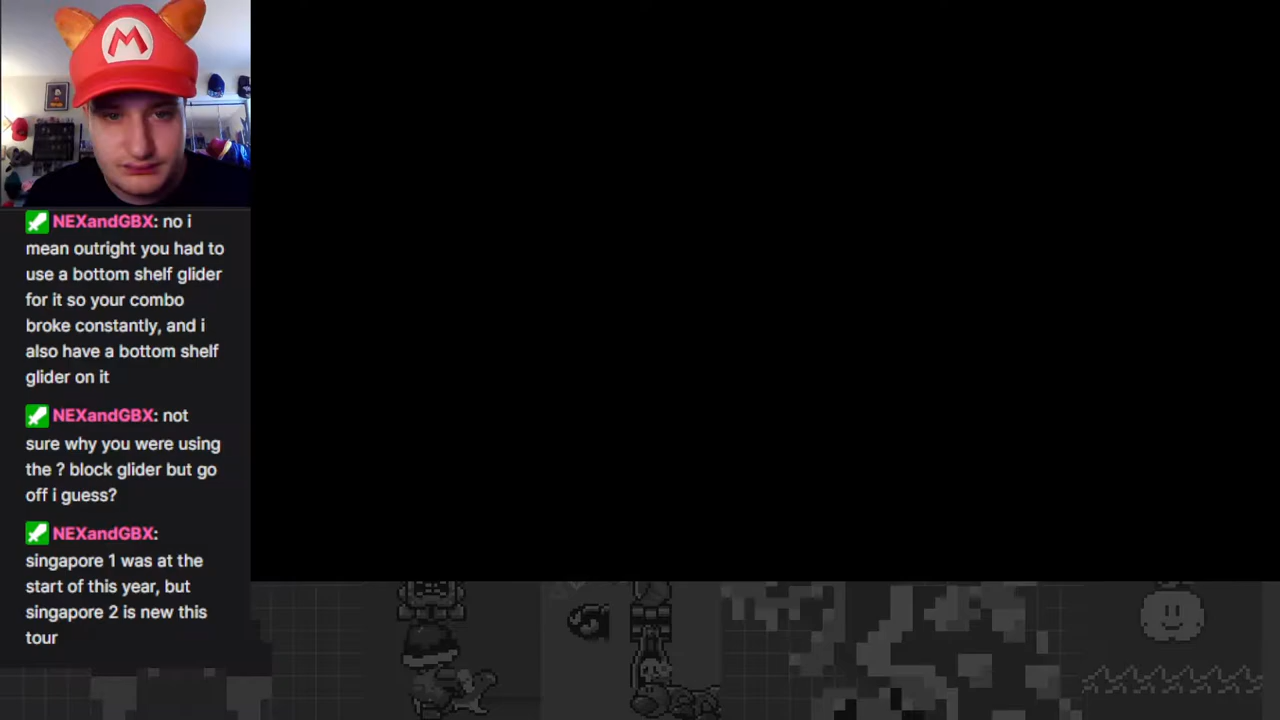 M
NEXandGBX: no i
mean outright you had to
use a bottom shelf glider
for it so your combo
broke constantly, and i
also have a bottom shelf
glider on it
NEXandGBX: not
sure why you were using
the ? block glider but go
off i guess?
NEXandGBX:
singapore 1 was at the
start of this year, but
singapore 2 is new this
tour